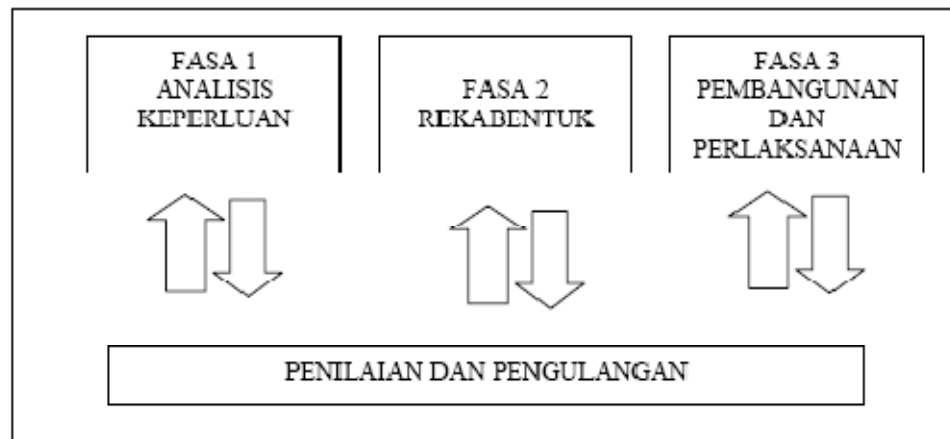 FASA 1
ANALISIS
KEPERLUAN
FASA 2
REKABENTUK
FASA 3
PEMBANGUNAN
DAN
PERLAKSANAAN
PENILAIAN DAN PENGULANGAN